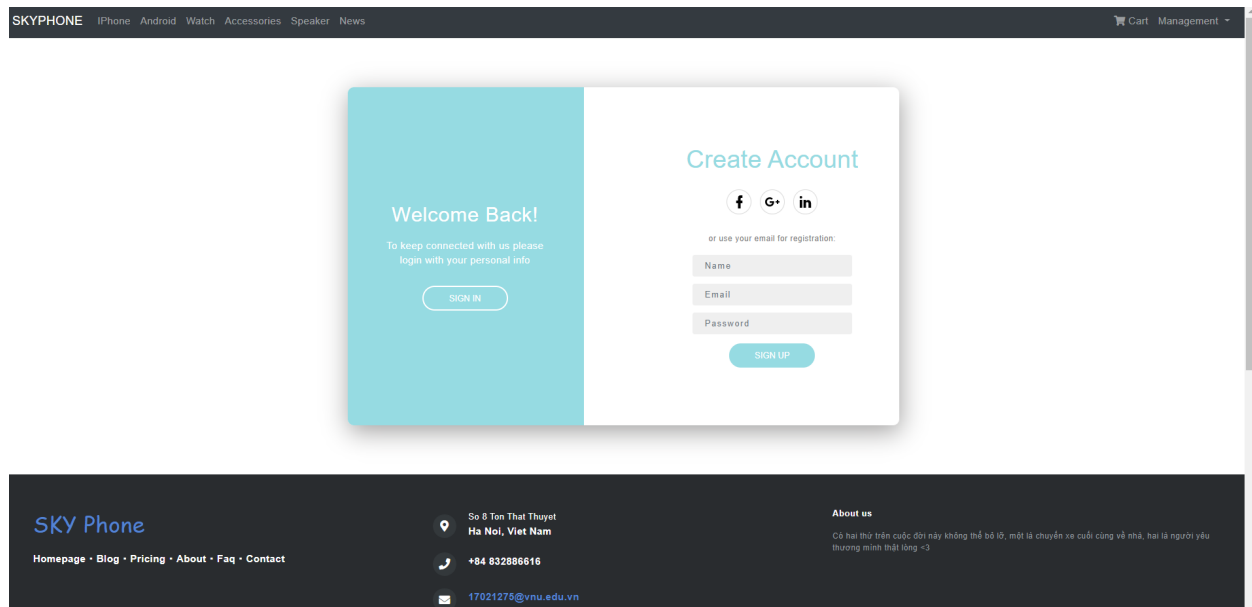 SKYPHONE IPhone Android Watch Accessories Speaker News Cart Management
Welcome Back!
To keep connected with us please
login with your personal info
SIGN IN
Create Account
f G+ in
or use your email for registration:
Name
Email
Password
SIGN UP
SKY Phone
Homepage · Blog · Pricing · About · Faq · Contact
So 8 Ton That Thuyet
Ha Noi, Viet Nam
+84 832886616
17021275@vnu.edu.vn
About us
Có hai thứ trên cuộc đời này không thể bỏ lỡ, một là chuyến xe cuối cùng về nhà, hai là người yêu
thương mình thật lòng <3